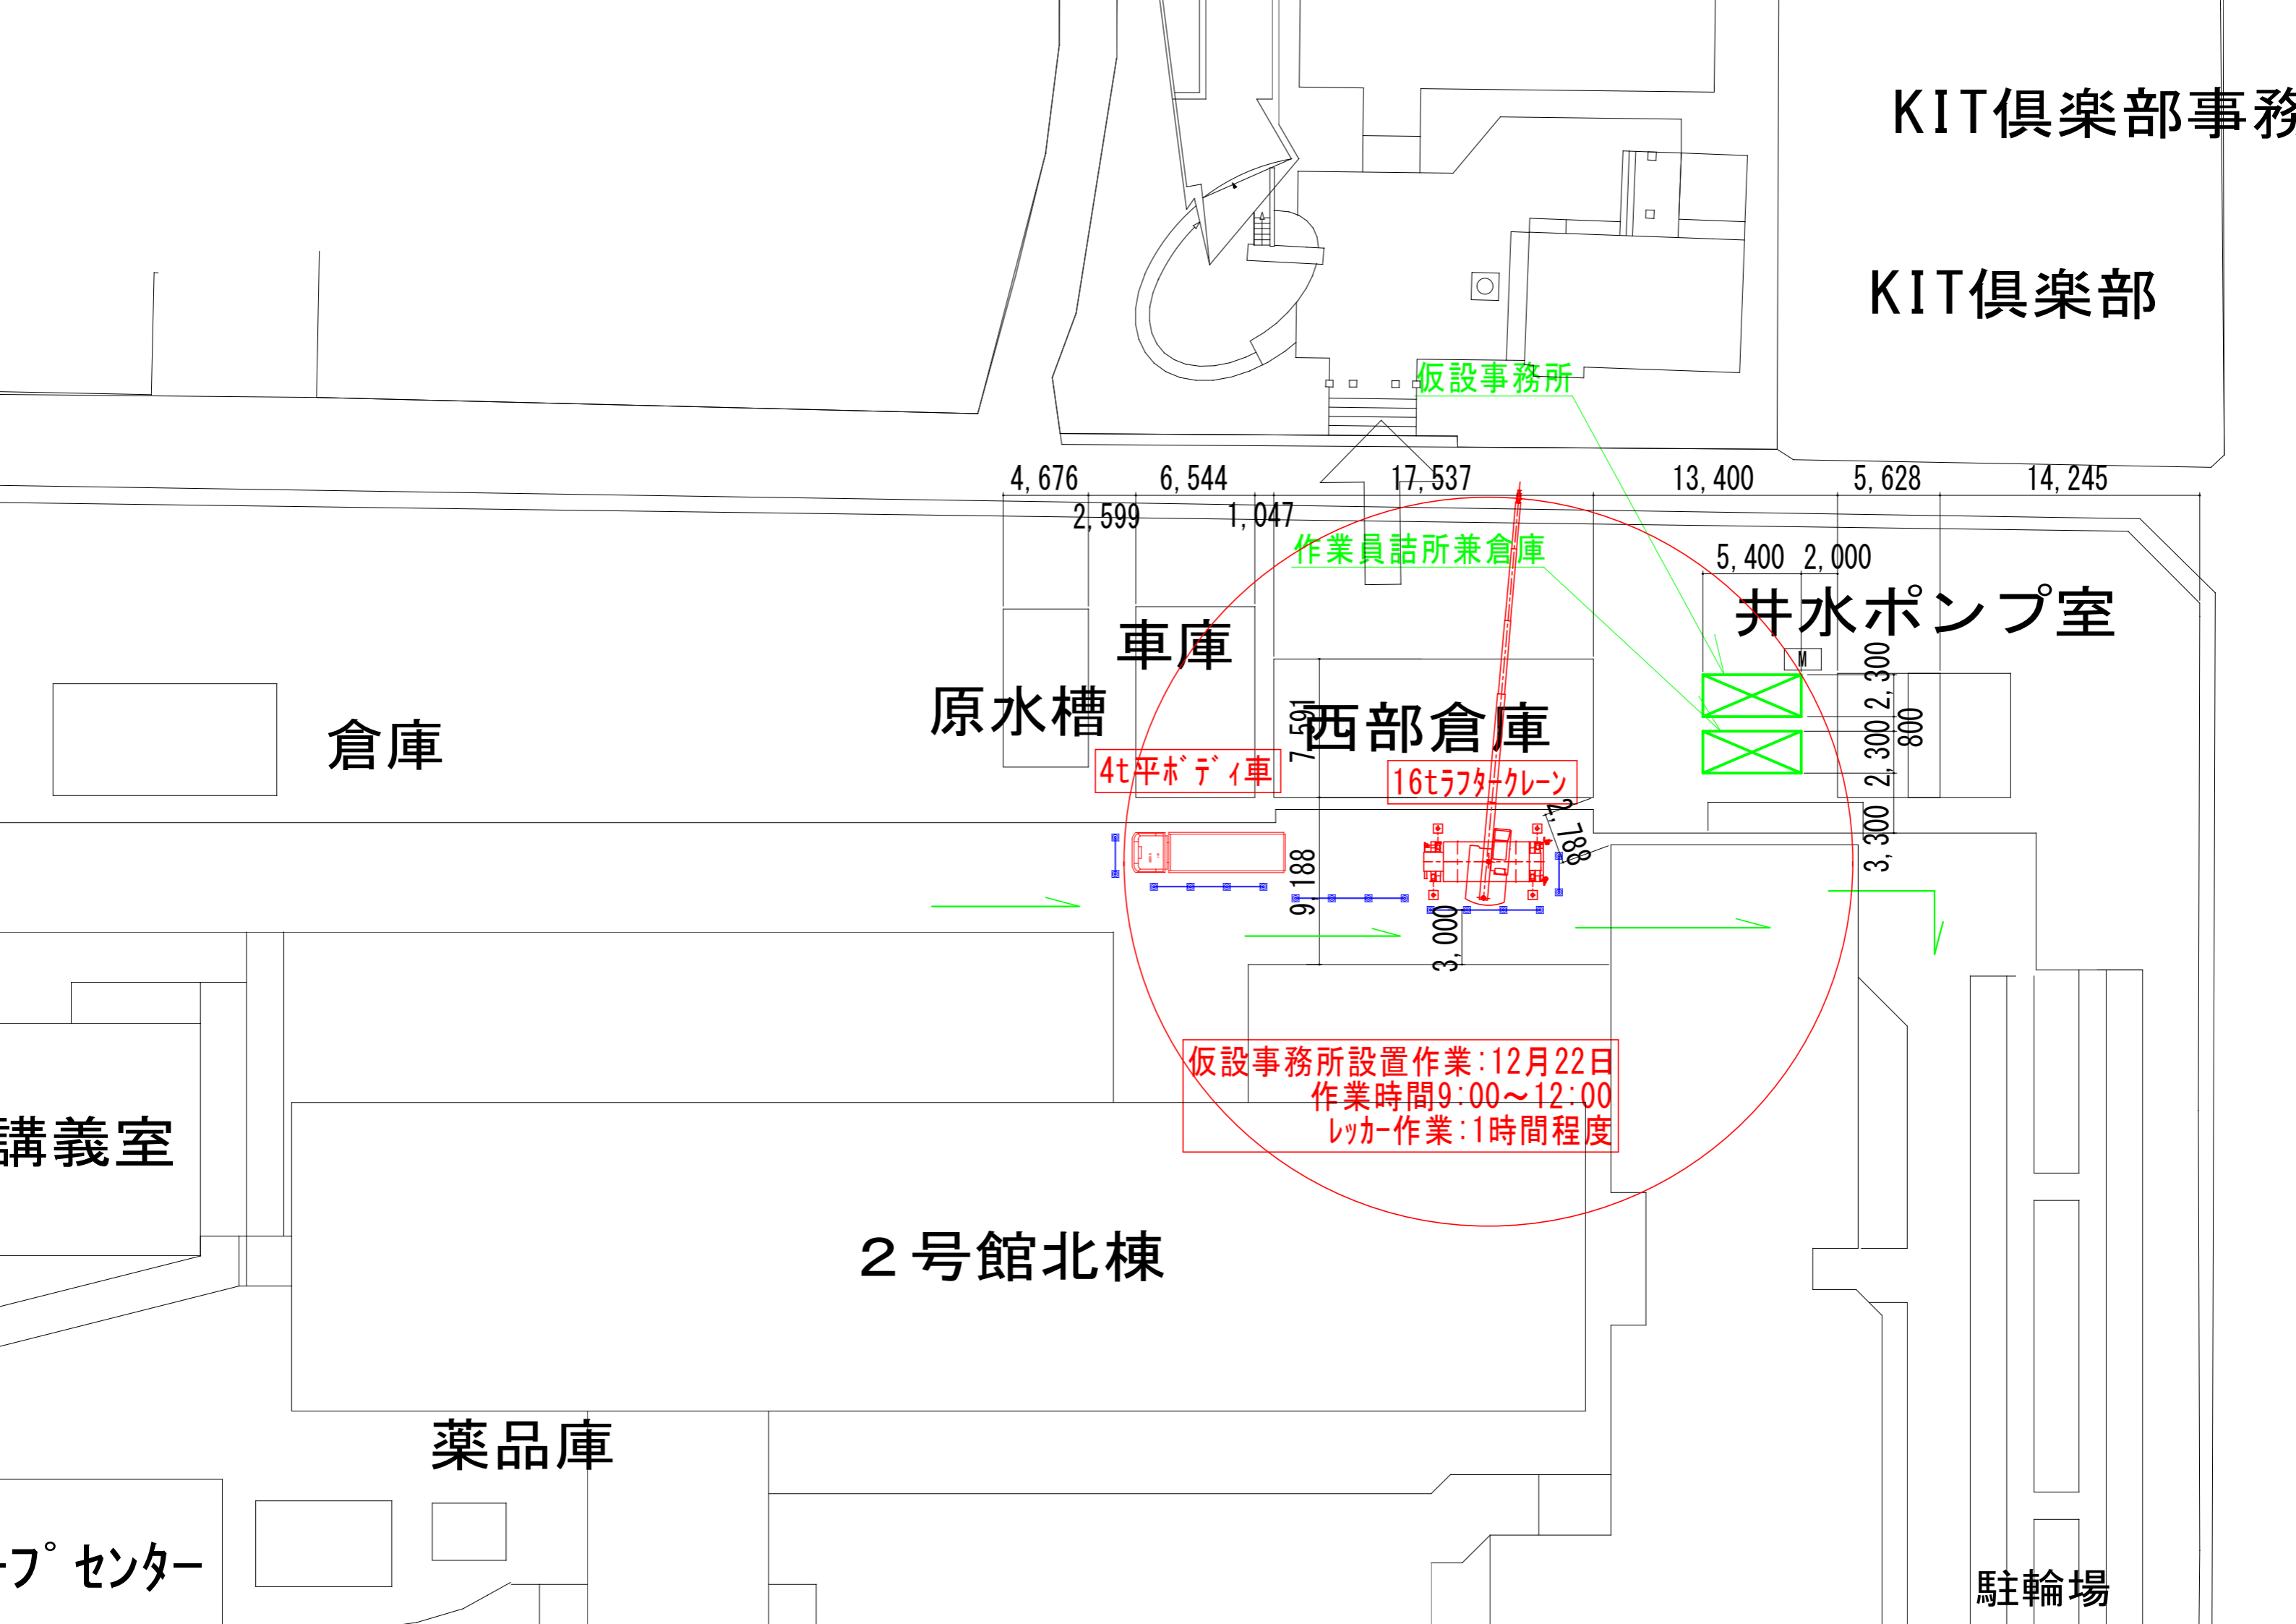 KIT倶楽部事務
KIT倶楽部
仮設事務所
4,676
6,544
17,537
13,400
5,628
14,245
2,599
1,047
作業員詰所兼倉庫
5,400
2,000
井水ポンプ室
車庫
M
2,300
原水槽
西部倉庫
7,591
倉庫
800
2,300
4t平ﾎﾞﾃﾞｨ車
16tﾗﾌﾀｰｸﾚｰﾝ
2,788
3,300
9,188
3,000
仮設事務所設置作業:12月22日
作業時間9:00～12:00
ﾚｯｶｰ作業:1時間程度
講義室
２号館北棟
薬品庫
ｰﾌﾟｾﾝﾀｰ
駐輪場